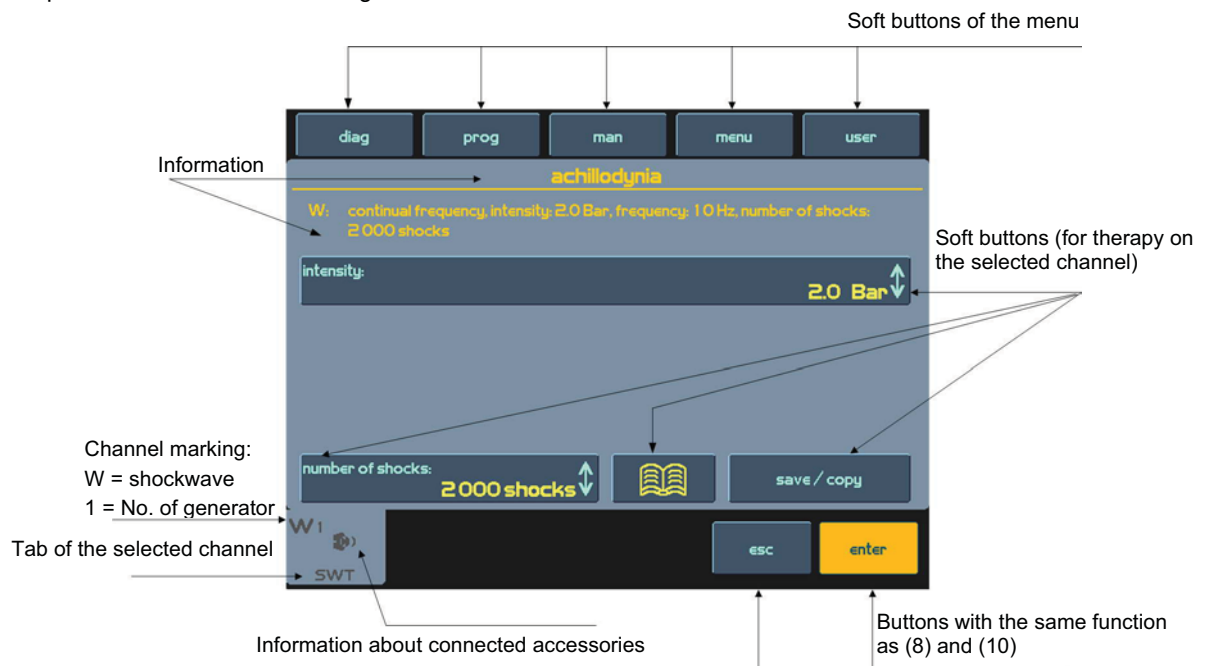 Soft buttons of the menu
diag
prog
man
menu
user
Information
achillodynia
W: continual frequency, intensity: 2.0 Bar, frequency: 10 Hz, number of shocks:
2 000 shocks
Soft buttons (for therapy on
the selected channel)
intensity:
2.0 Bar
Channel marking:
W = shockwave
1 = No. of generator
number of shocks:
2 000 shocks
save / copy
W 1
Tab of the selected channel
SWT
esc
enter
Information about connected accessories
Buttons with the same function
as (8) and (10)